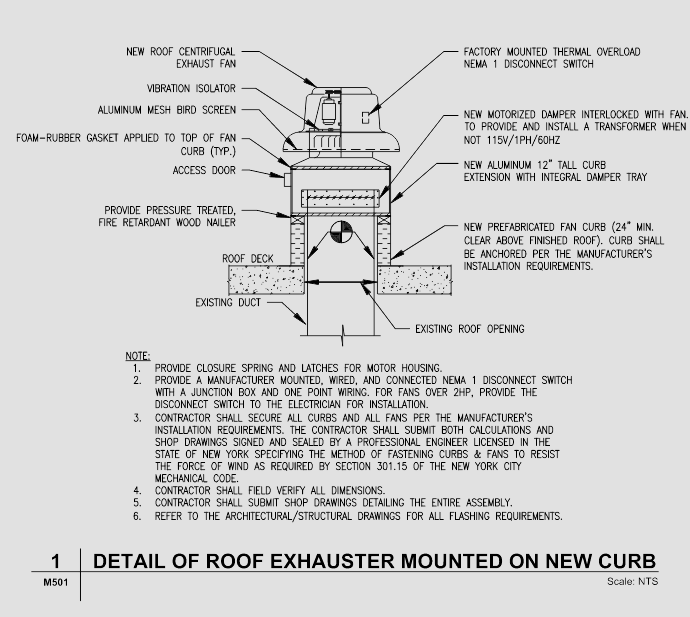 NEW ROOF CENTRIFUGAL
EXHAUST FAN
VIBRATION ISOLATOR
ALUMINUM MESH BIRD SCREEN
FOAM-RUBBER GASKET APPLIED TO TOP OF FAN
CURB (TYP.)
ACCESS DOOR
PROVIDE PRESSURE TREATED,
FIRE RETARDANT WOOD NAILER
ROOF DECK
EXISTING DUCT
FACTORY MOUNTED THERMAL OVERLOAD
NEMA 1 DISCONNECT SWITCH
NEW MOTORIZED DAMPER INTERLOCKED WITH FAN.
TO PROVIDE AND INSTALL A TRANSFORMER WHEN
NOT 115V/1PH/60HZ
NEW ALUMINUM 12" TALL CURB
EXTENSION WITH INTEGRAL DAMPER TRAY
NEW PREFABRICATED FAN CURB (24" MIN.
CLEAR ABOVE FINISHED ROOF). CURB SHALL
BE ANCHORED PER THE MANUFACTURER'S
INSTALLATION REQUIREMENTS.
EXISTING ROOF OPENING
NOTE:
1. PROVIDE CLOSURE SPRING AND LATCHES FOR MOTOR HOUSING.
2. PROVIDE A MANUFACTURER MOUNTED, WIRED, AND CONNECTED NEMA 1 DISCONNECT SWITCH
WITH A JUNCTION BOX AND ONE POINT WIRING. FOR FANS OVER 2HP, PROVIDE THE
DISCONNECT SWITCH TO THE ELECTRICIAN FOR INSTALLATION.
3. CONTRACTOR SHALL SECURE ALL CURBS AND ALL FANS PER THE MANUFACTURER'S
INSTALLATION REQUIREMENTS. THE CONTRACTOR SHALL SUBMIT BOTH CALCULATIONS AND
SHOP DRAWINGS SIGNED AND SEALED BY A PROFESSIONAL ENGINEER LICENSED IN THE
STATE OF NEW YORK SPECIFYING THE METHOD OF FASTENING CURBS & FANS TO RESIST
THE FORCE OF WIND AS REQUIRED BY SECTION 301.15 OF THE NEW YORK CITY
MECHANICAL CODE.
4. CONTRACTOR SHALL FIELD VERIFY ALL DIMENSIONS.
5. CONTRACTOR SHALL SUBMIT SHOP DRAWINGS DETAILING THE ENTIRE ASSEMBLY.
6. REFER TO THE ARCHITECTURAL/STRUCTURAL DRAWINGS FOR ALL FLASHING REQUIREMENTS.
1 DETAIL OF ROOF EXHAUSTER MOUNTED ON NEW CURB
M501 Scale: NTS